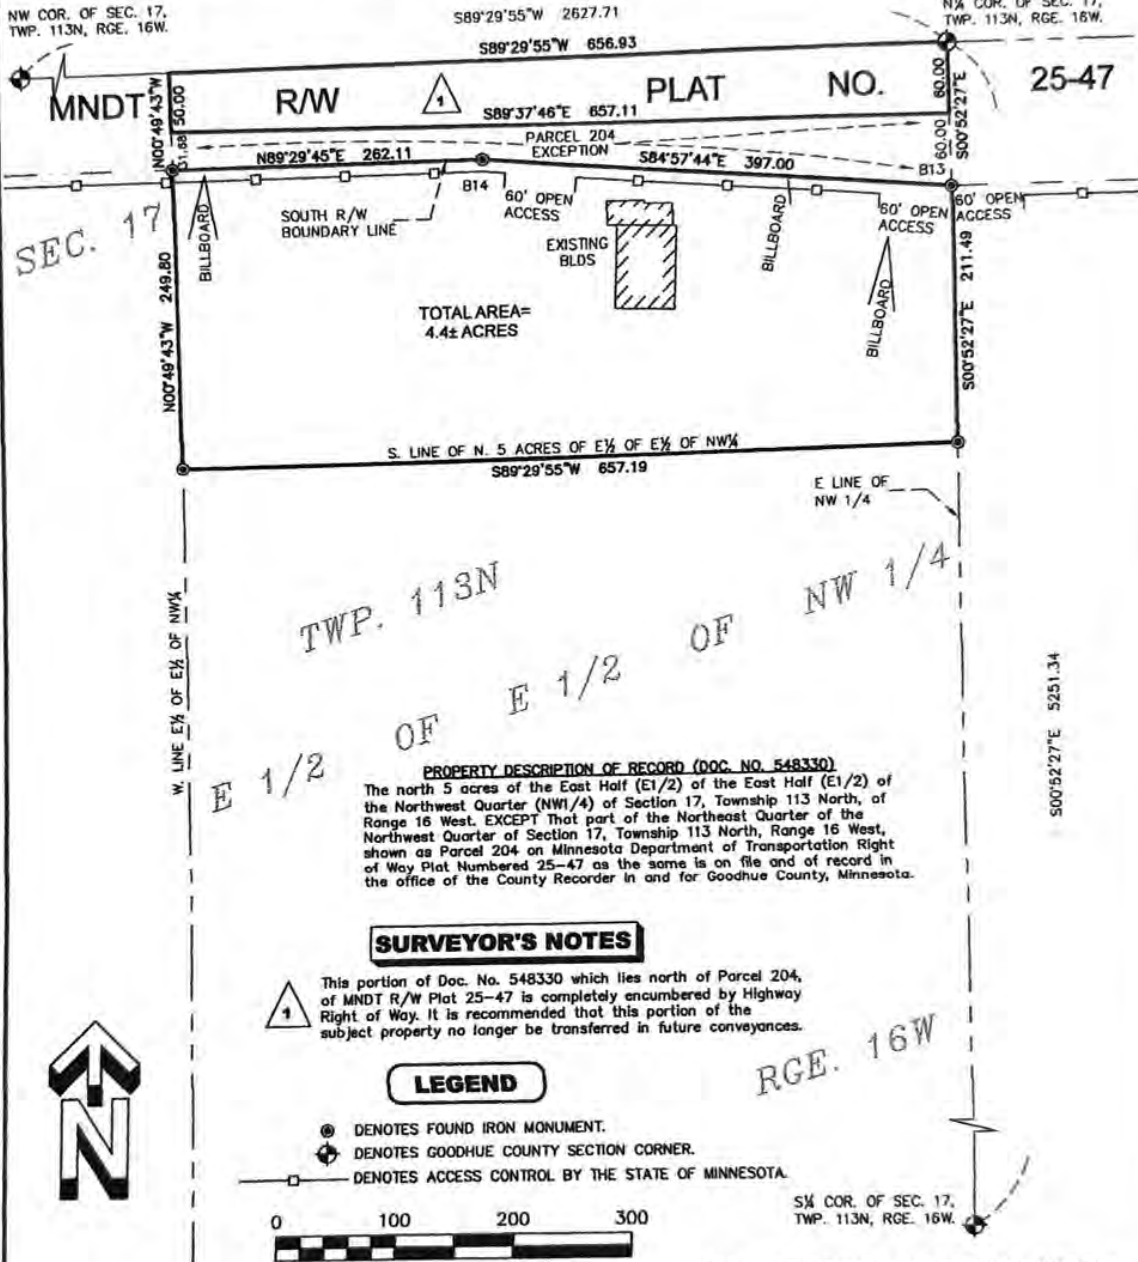 NW COR. OF SEC. 17,
TWP. 113N, RGE. 16W.
S89°29'55"W 2627.71
N¼ COR. OF SEC. 17,
TWP. 113N, RGE. 16W.
S89°29'55"W 656.93
MNDT R/W 1 PLAT NO. 25-47
N00°49'43"W 50.00
60.00
S89°37'46"E 657.11
S00°52'27"E
60.00
31.68
PARCEL 204
EXCEPTION
N89°29'45"E 262.11
S84°57'44"E 397.00
B13
B14
60' OPEN
ACCESS
60' OPEN
ACCESS
60' OPEN
ACCESS
SEC. 17
BILLBOARD
SOUTH R/W
BOUNDARY LINE
EXISTING
BLDS
BILLBOARD
BILLBOARD
N00°49'43"W 249.80
S00°52'27"E 211.49
TOTAL AREA=
4.4± ACRES
S. LINE OF N. 5 ACRES OF E½ OF E½ OF NW¼
S89°29'55"W 657.19
E LINE OF
NW 1/4
TWP. 113N
E 1/2 OF E 1/2 OF NW 1/4
W. LINE E½ OF E½ OF NW¼
S00°52'27"E 5251.34
PROPERTY DESCRIPTION OF RECORD (DOC. NO. 548330)
The north 5 acres of the East Half (E1/2) of the East Half (E1/2) of
the Northwest Quarter (NW1/4) of Section 17, Township 113 North, of
Range 16 West. EXCEPT That part of the Northeast Quarter of the
Northwest Quarter of Section 17, Township 113 North, Range 16 West,
shown as Parcel 204 on Minnesota Department of Transportation Right
of Way Plat Numbered 25-47 as the same is on file and of record in
the office of the County Recorder in and for Goodhue County, Minnesota.
SURVEYOR'S NOTES
1
This portion of Doc. No. 548330 which lies north of Parcel 204,
of MNDT R/W Plat 25-47 is completely encumbered by Highway
Right of Way. It is recommended that this portion of the
subject property no longer be transferred in future conveyances.
RGE. 16W
LEGEND
DENOTES FOUND IRON MONUMENT.
DENOTES GOODHUE COUNTY SECTION CORNER.
DENOTES ACCESS CONTROL BY THE STATE OF MINNESOTA.
N
S¼ COR. OF SEC. 17,
TWP. 113N, RGE. 16W.
0 100 200 300